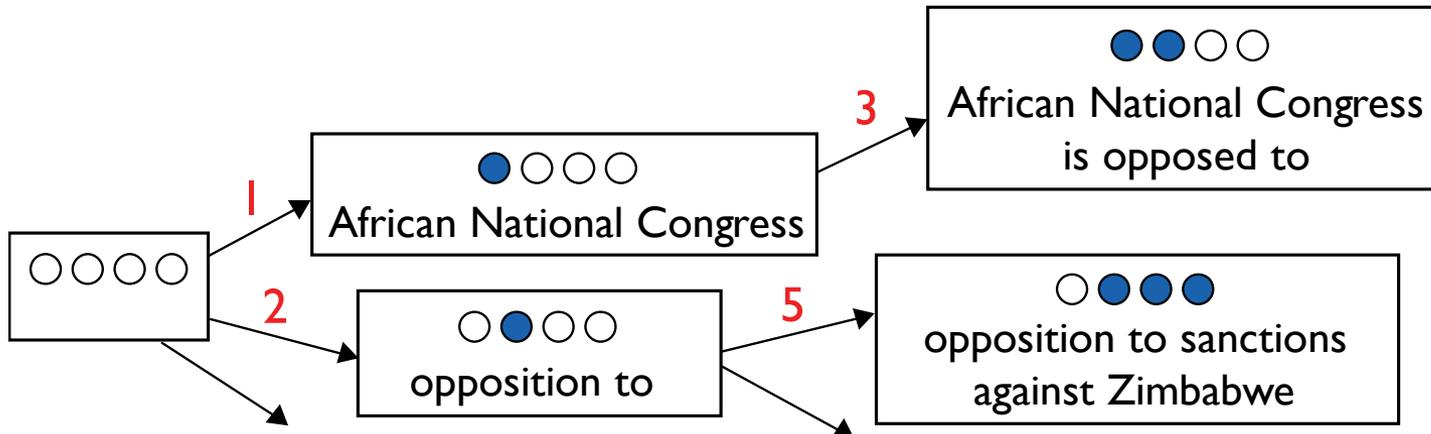 African National Congress
is opposed to
3
1
African National Congress
2
opposition to
5
opposition to sanctions
against Zimbabwe